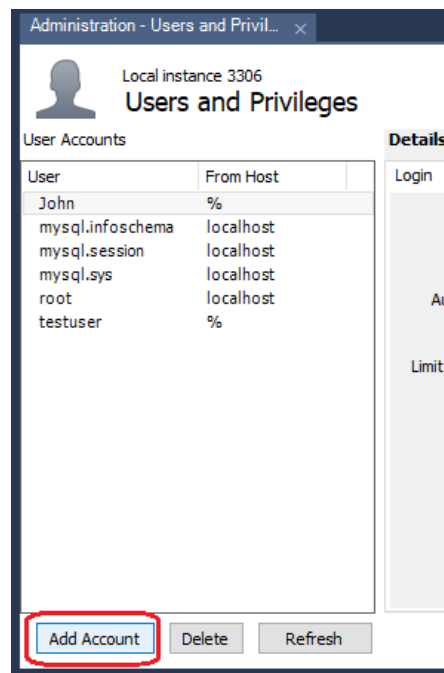 Administration - Users and Privil...
Local instance 3306
Users and Privileges
User Accounts
Details
User From Host
Login
John %
mysql.infoschema localhost
mysql.session localhost
mysql.sys localhost
root localhost
Au
testuser %
Limit
Add Account Delete Refresh